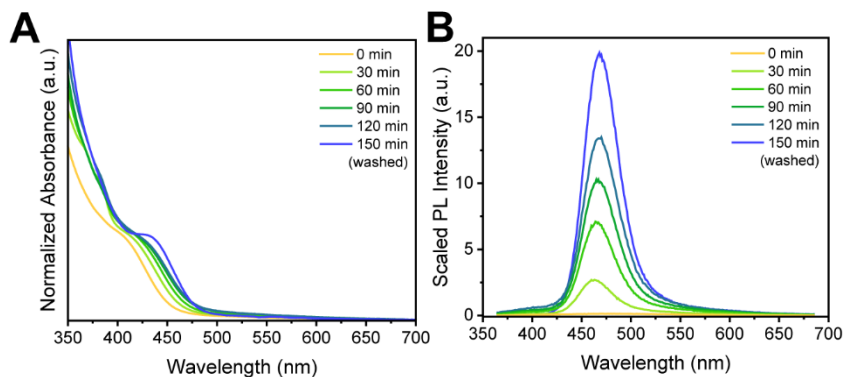 A
Normalized Absorbance (a.u.)
0 min
30 min
60 min
90 min
120 min
150 min
(washed)
350 400 450 500 550 600 650 700
Wavelength (nm)
B
Scaled PL Intensity (a.u.)
20
15
10
5
0
0 min
30 min
60 min
90 min
120 min
150 min
(washed)
350 400 450 500 550 600 650 700
Wavelength (nm)